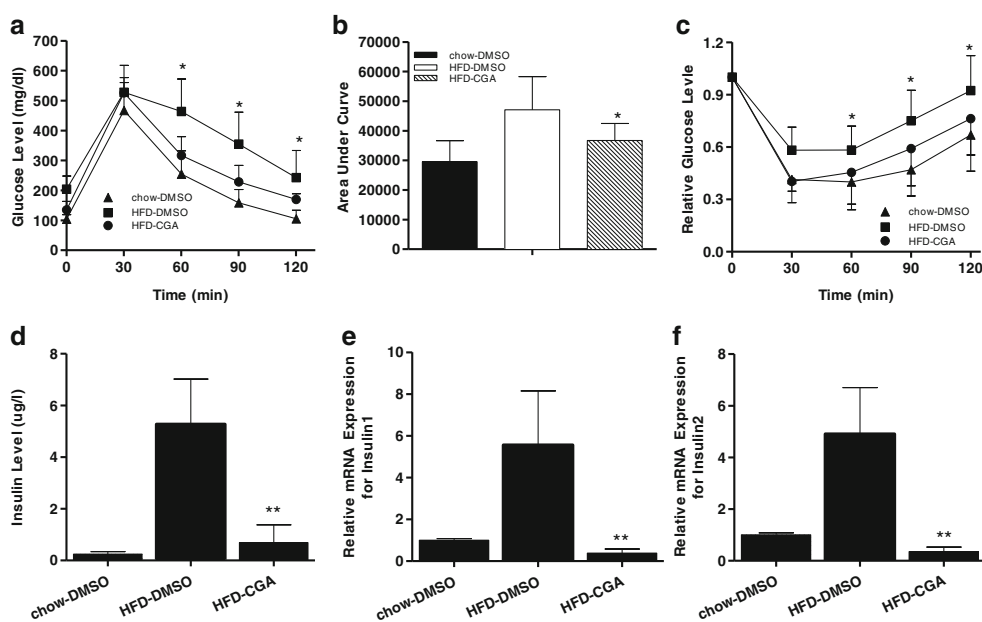 a
700
600
500
400
300
200
100
0
Glucose Level (mg/dl)
*
*
*
chow-DMSO
HFD-DMSO
HFD-CGA
0 30 60 90 120
Time (min)
b
70000
60000
50000
40000
30000
20000
10000
0
Area Under Curve
chow-DMSO
HFD-DMSO
HFD-CGA
*
c
1.2
0.9
0.6
0.3
0.0
Relative Glucose Levle
*
*
*
chow-DMSO
HFD-DMSO
HFD-CGA
0 30 60 90 120
Time (min)
d
8
6
4
2
0
Insulin Level (ug/l)
**
chow-DMSO HFD-DMSO HFD-CGA
e
10
8
6
4
2
0
Relative mRNA Expression
for Insulin1
**
chow-DMSO HFD-DMSO HFD-CGA
f
8
6
4
2
0
Relative mRNA Expression
for Insulin2
**
chow-DMSO HFD-DMSO HFD-CGA